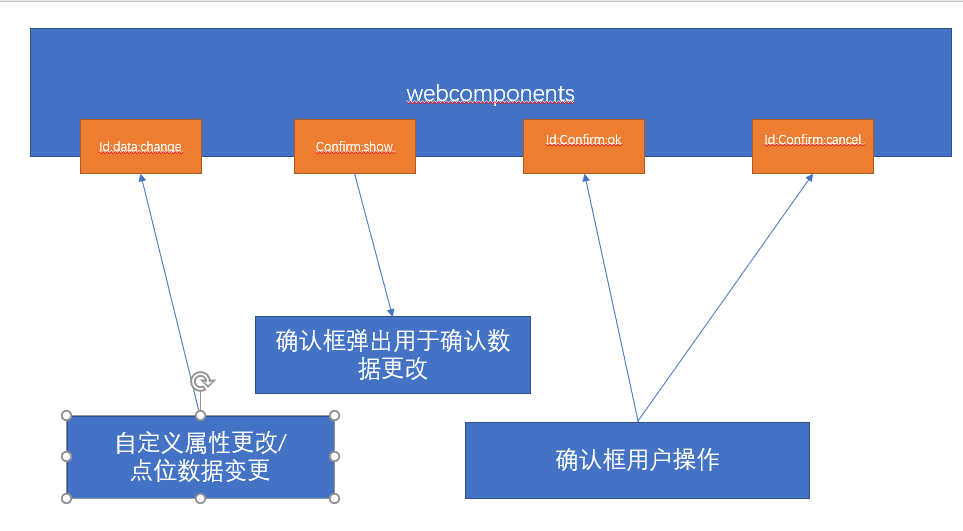 webcomponents
Id:data:change
Confirm:show
Id:Confirm:ok
Id:Confirm:cancel
确认框弹出用于确认数
据更改
自定义属性更改/
点位数据变更
确认框用户操作